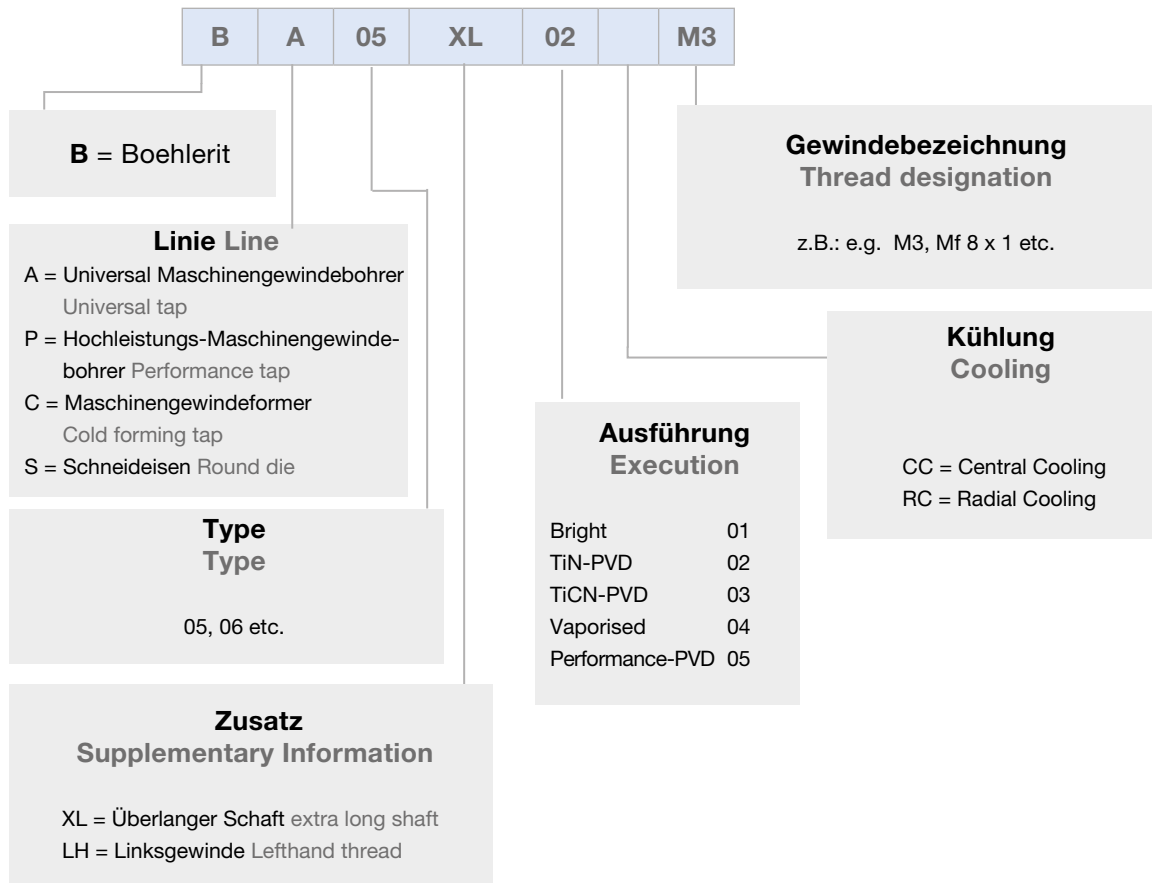 B A 05 XL 02 M3
B = Boehlerit
Linie Line
A = Universal Maschinengewindebohrer
Universal tap
P = Hochleistungs-Maschinengewinde-
bohrer Performance tap
C = Maschinengewindeformer
Cold forming tap
S = Schneideisen Round die
Type
Type
05, 06 etc.
Zusatz
Supplementary Information
XL = Überlanger Schaft extra long shaft
LH = Linksgewinde Lefthand thread
Ausführung
Execution
Bright 01
TiN-PVD 02
TiCN-PVD 03
Vaporised 04
Performance-PVD 05
Kühlung
Cooling
CC = Central Cooling
RC = Radial Cooling
Gewindebezeichnung
Thread designation
z.B.: e.g. M3, Mf 8 x 1 etc.